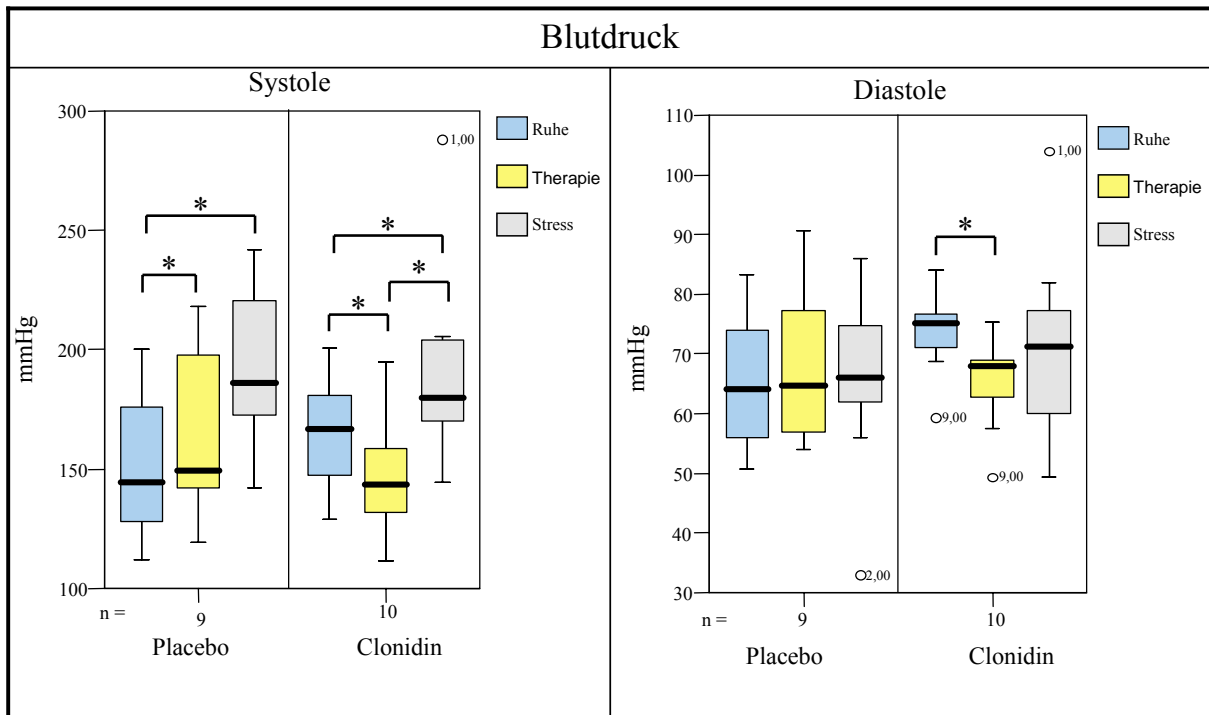 Blutdruck
Systole
300
250
200
150
100
mmHg
Ruhe
Therapie
Stress
1,00
*
*
*
*
*
n =
9
10
Placebo
Clonidin
Diastole
110
100
90
80
70
60
50
40
30
mmHg
Ruhe
Therapie
Stress
1,00
*
9,00
9,00
2,00
n =
9
10
Placebo
Clonidin